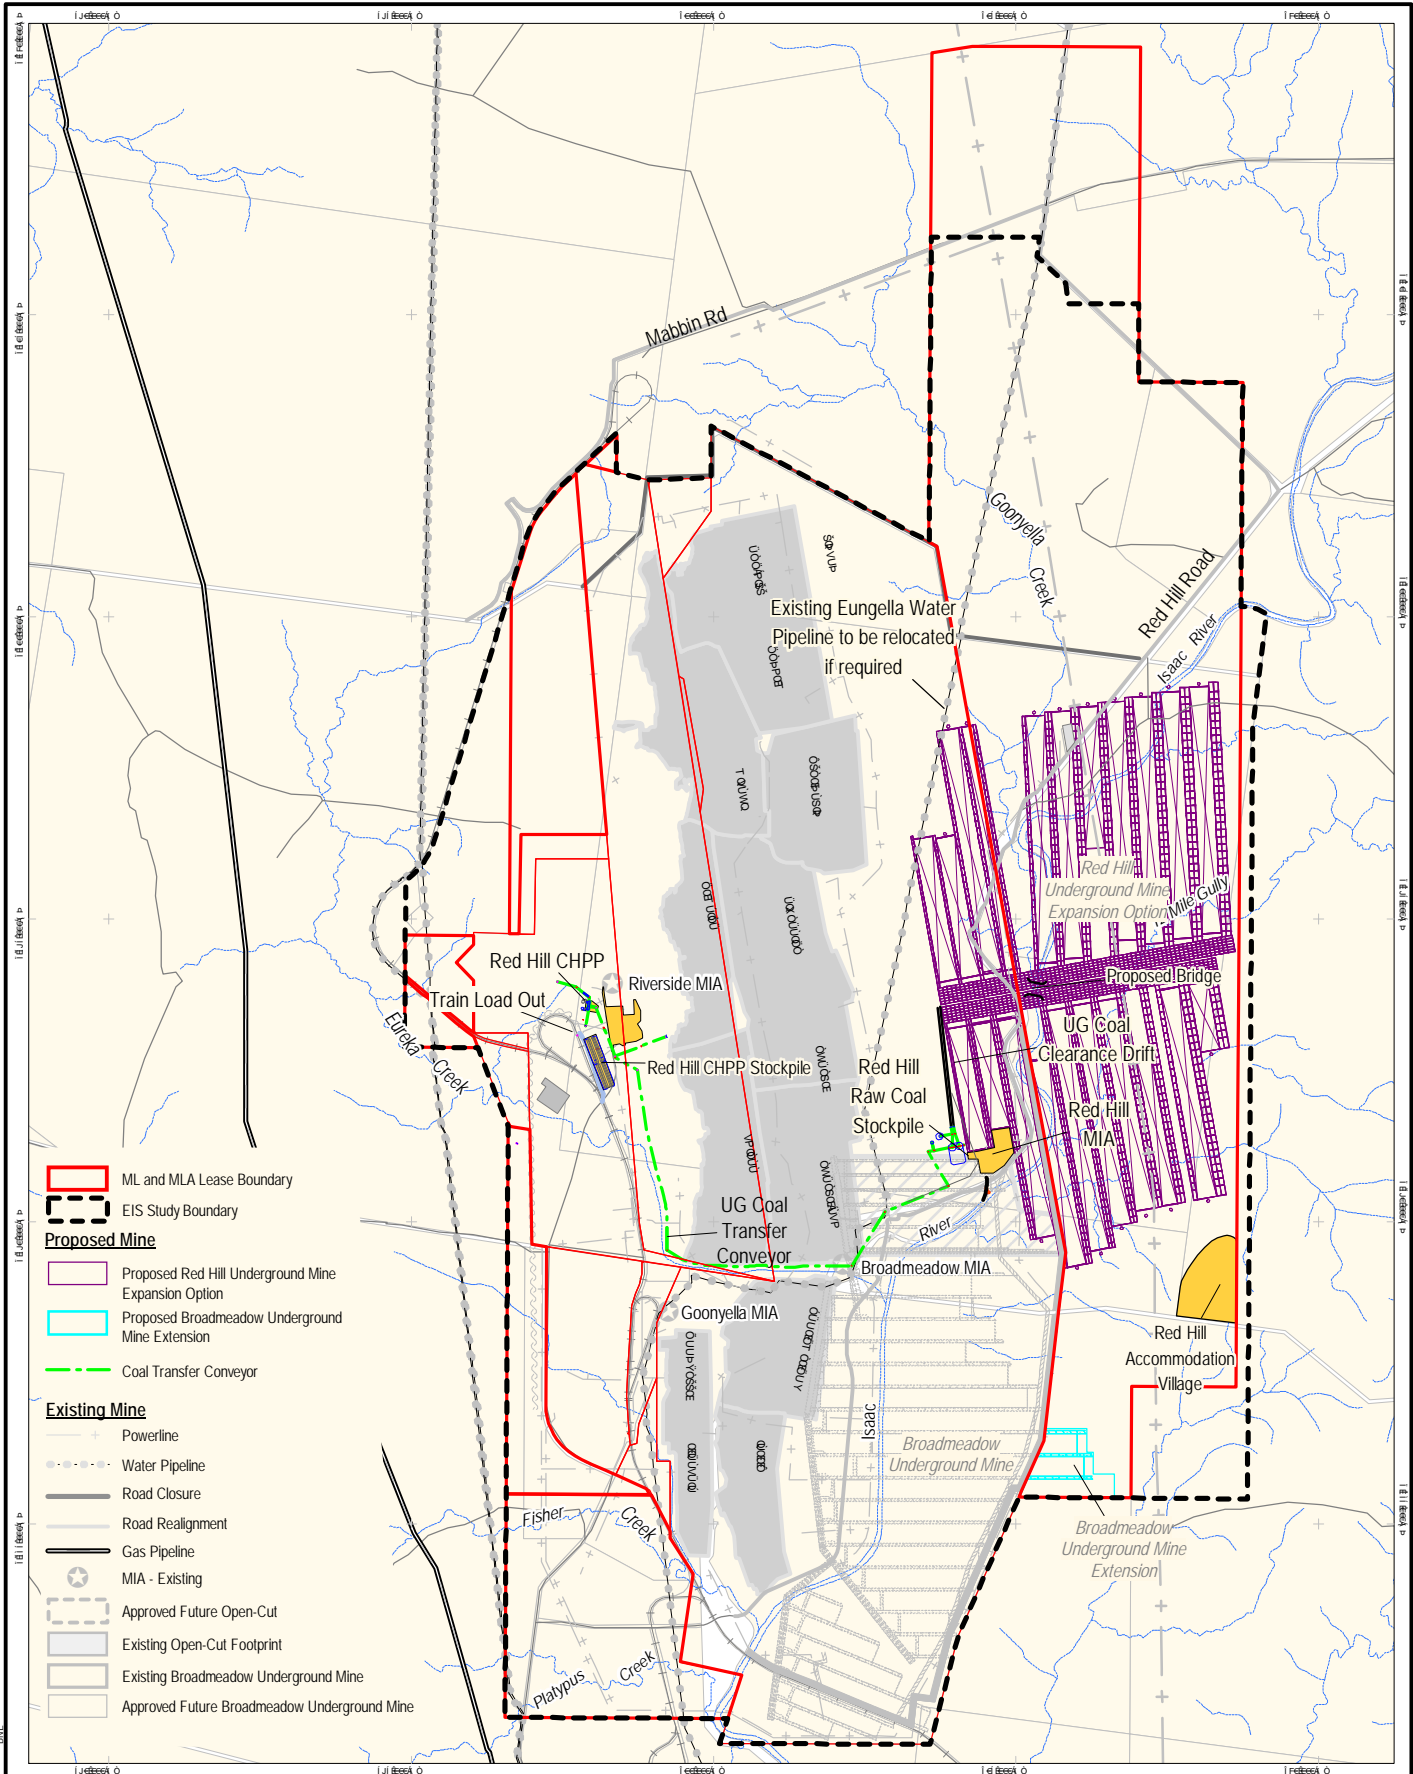 Mabbin Rd
Goonyella
Creek
Red Hill Road
Isaac River
Existing Eungella Water
Pipeline to be relocated
if required
Red Hill
Underground Mine
Expansion Option
Mile Gully
Proposed Bridge
Red Hill CHPP
Riverside MIA
Train Load Out
Eureka
Creek
Red Hill CHPP Stockpile
UG Coal
Clearance Drift
Red Hill
Raw Coal
Stockpile
Red Hill
MIA
UG Coal
Transfer
Conveyor
River
Broadmeadow MIA
Goonyella MIA
Red Hill
Accommodation
Village
Isaac
Broadmeadow
Underground Mine
Broadmeadow
Underground Mine
Extension
Fisher
Creek
Platypus
Creek
ML and MLA Lease Boundary
EIS Study Boundary
Proposed Mine
Proposed Red Hill Underground Mine
Expansion Option
Proposed Broadmeadow Underground
Mine Extension
Coal Transfer Conveyor
Existing Mine
Powerline
Water Pipeline
Road Closure
Road Realignment
Gas Pipeline
MIA - Existing
Approved Future Open-Cut
Existing Open-Cut Footprint
Existing Broadmeadow Underground Mine
Approved Future Broadmeadow Underground Mine